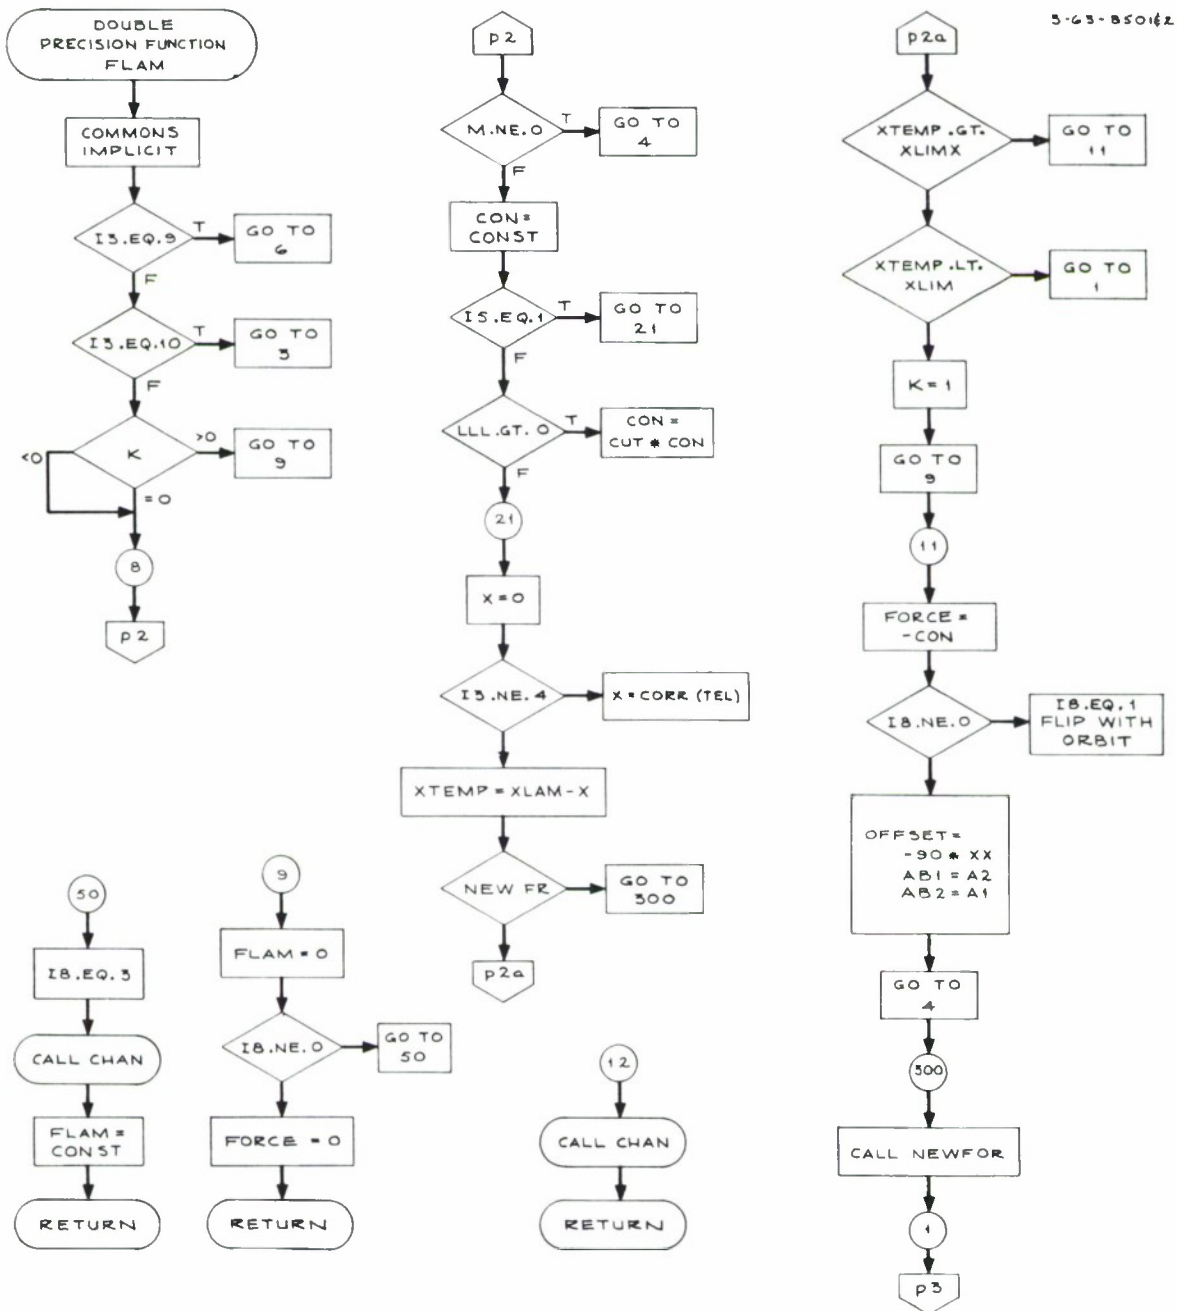 3-63-8501&2
DOUBLE
PRECISION FUNCTION
FLAM
COMMONS
IMPLICIT
I3.EQ.9
T
GO TO
6
F
I3.EQ.10
T
GO TO
3
F
K
>0
GO TO
9
<0
=0
8
P2
P2
M.NE.0
T
GO TO
4
F
CON=
CONST
I5.EQ.1
T
GO TO
21
F
LLL.GT.0
T
CON=
CUT * CON
F
21
X=0
I3.NE.4
X=CORR (TEL)
XTEMP=XLAM-X
NEW FR
GO TO
300
P2a
P2a
XTEMP.GT.
XLIMX
GO TO
11
XTEMP.LT.
XLIM
GO TO
1
K=1
GO TO
9
11
FORCE=
-CON
I8.NE.0
I8.EQ.1
FLIP WITH
ORBIT
OFFSET=
-90 * XX
AB1=A2
AB2=A1
GO TO
4
300
CALL NEWFOR
1
P3
50
I8.EQ.3
CALL CHAN
FLAM=
CONST
RETURN
9
FLAM=0
I8.NE.0
GO TO
50
FORCE =0
RETURN
12
CALL CHAN
RETURN